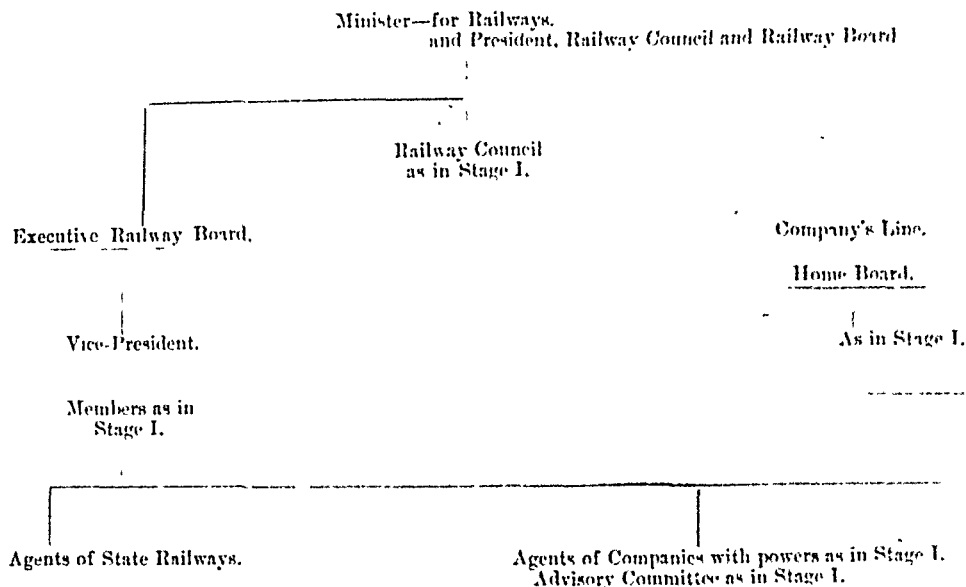 Minister—for Railways.
and President, Railway Council and Railway Board
Railway Council
as in Stage I.
Executive Railway Board.
Company's Line.
Home Board.
Vice-President.
As in Stage I.
Members as in
Stage I.
Agents of State Railways.
Agents of Companies with powers as in Stage I.
Advisory Committee as in Stage I.